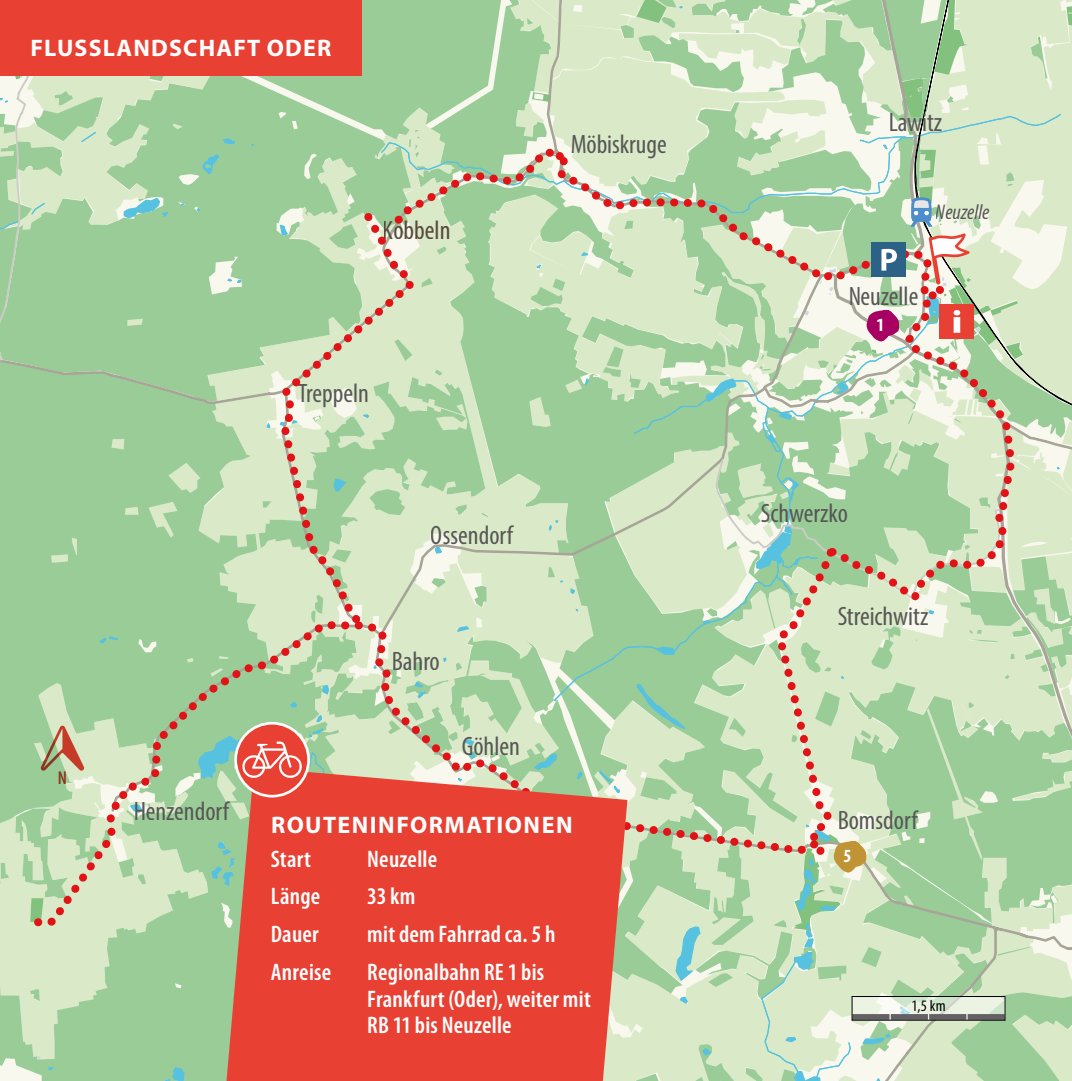 FLUSSLANDSCHAFT ODER
Lawitz
Möbiskruge
Neuzelle
Kobbeln
P
Neuzelle
1
i
Treppeln
Schwerzko
Ossendorf
Streichwitz
Bahro
Göhlen
N
Henzendorf
Bomsdorf
5
ROUTENINFORMATIONEN
Start Neuzelle
Länge 33 km
Dauer mit dem Fahrrad ca. 5 h
Anreise Regionalbahn RE 1 bis
Frankfurt (Oder), weiter mit
RB 11 bis Neuzelle
1,5 km